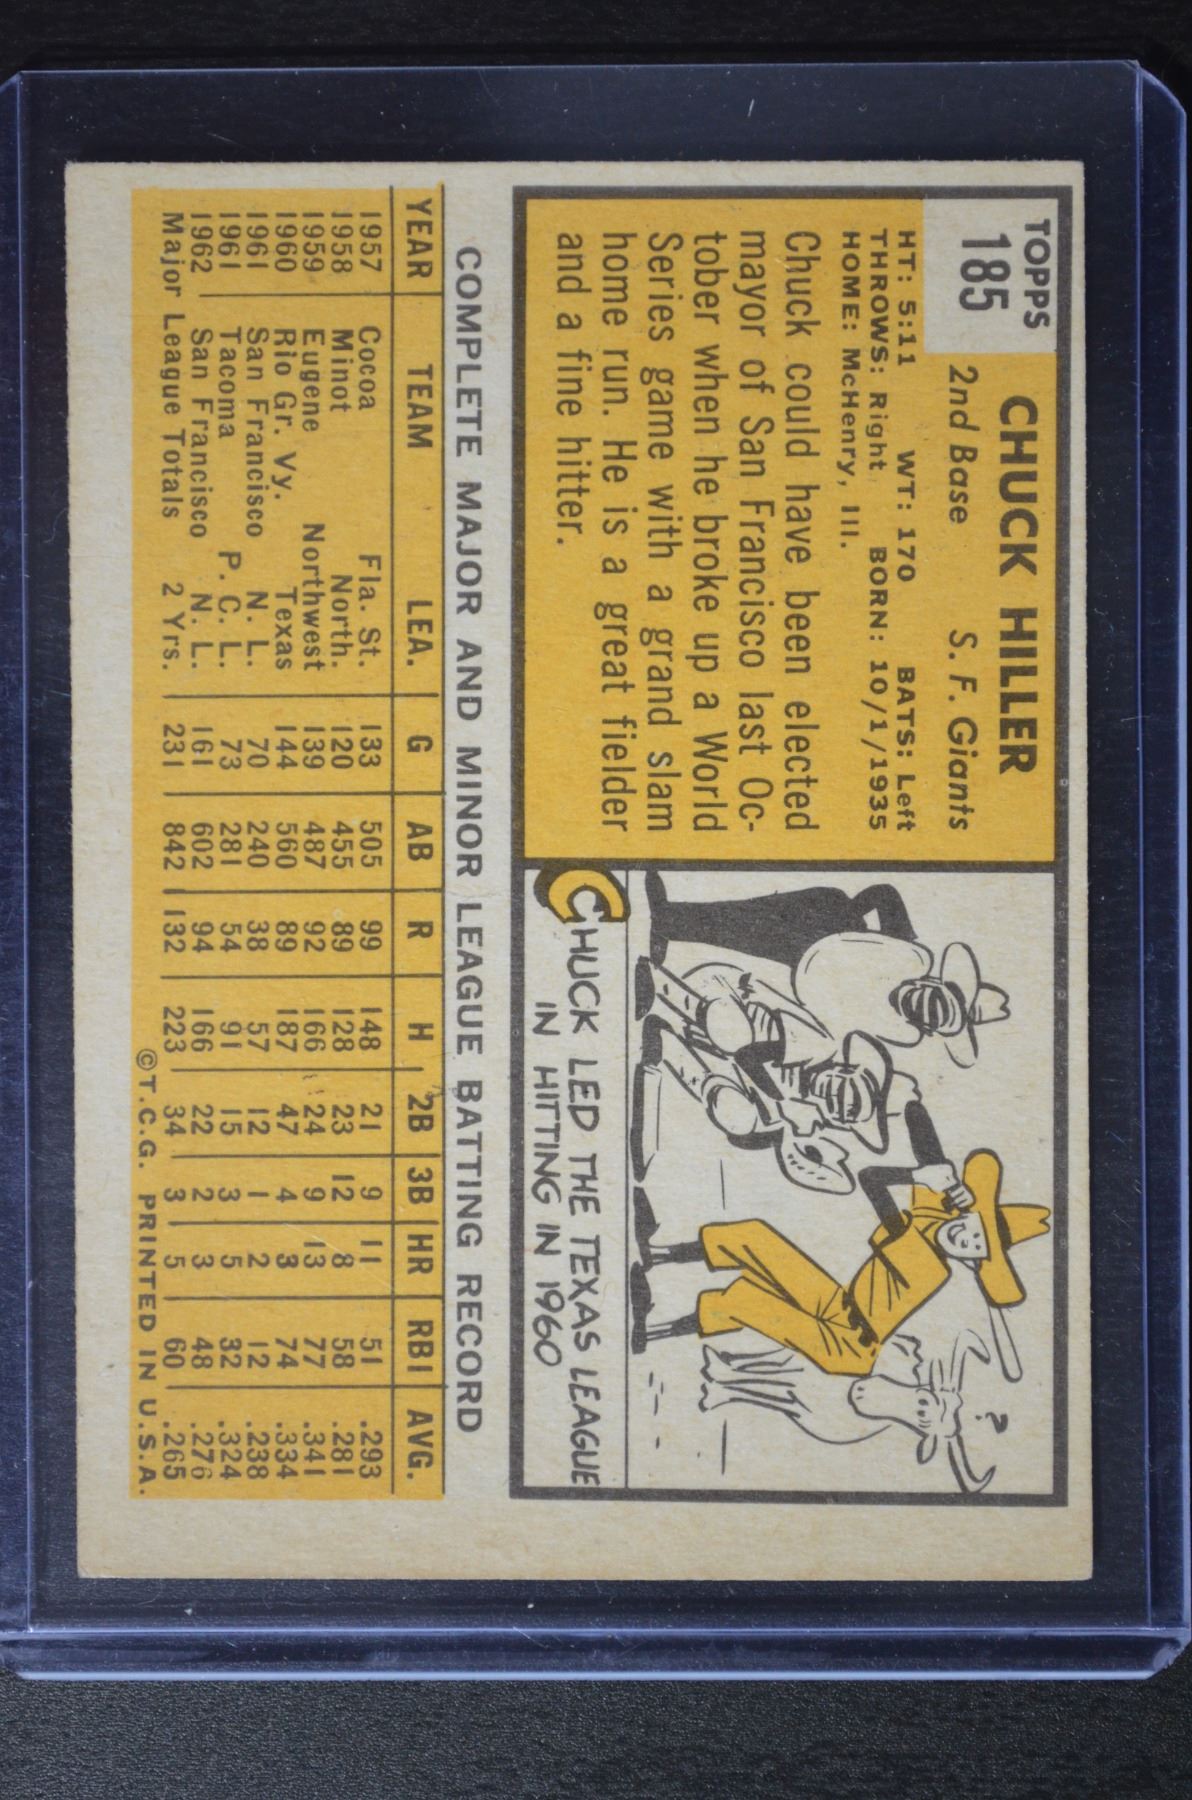 TOPPS
185
CHUCK HILLER
2nd Base S. F. Giants
HT: 5:11 WT: 170 BATS: Left
THROWS: Right BORN: 10/1/1935
HOME: McHenry, Ill.
Chuck could have been elected
mayor of San Francisco last Oc-
tober when he broke up a World
Series game with a grand slam
home run. He is a great fielder
and a fine hitter.
?
CHUCK LED THE TEXAS LEAGUE
IN HITTING IN 1960
COMPLETE MAJOR AND MINOR LEAGUE BATTING RECORD
YEAR TEAM LEA. G AB R H 2B 3B HR RBI AVG.
1957 Cocoa Fla. St. 133 505 99 148 21 9 11 51 .293
1958 Minot North. 120 455 89 128 23 12 8 58 .281
1959 Eugene Northwest 139 487 92 166 24 9 13 77 .341
1960 Rio Gr. Vy. Texas 144 560 89 187 47 4 3 74 .334
1961 San Francisco N. L. 70 240 38 57 12 1 2 12 .238
1961 Tacoma P. C. L. 73 281 54 91 15 3 5 32 .324
1962 San Francisco N. L. 161 602 94 166 22 2 3 48 .276
Major League Totals 2 Yrs. 231 842 132 223 34 3 5 60 .265
©T.C.G. PRINTED IN U.S.A.